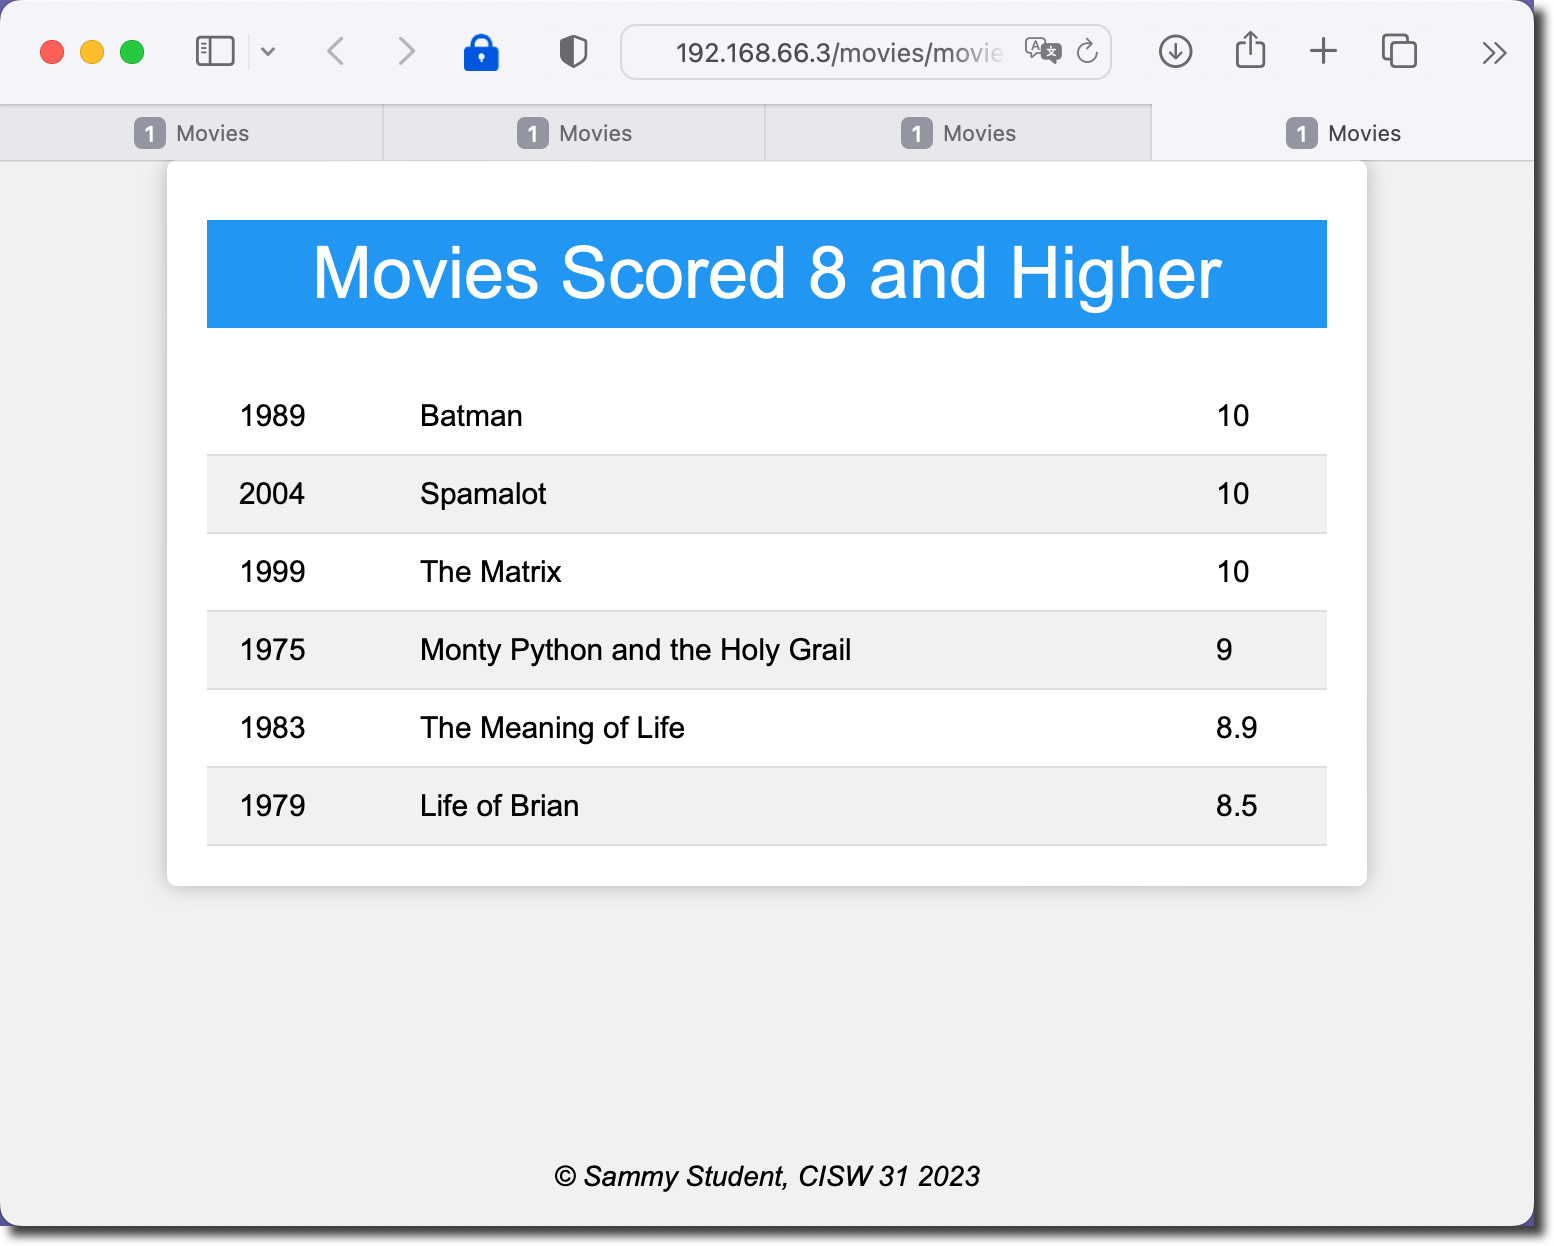 192.168.66.3/movies/movie
1 Movies 1 Movies 1 Movies 1 Movies
Movies Scored 8 and Higher
1989 Batman 10
2004 Spamalot 10
1999 The Matrix 10
1975 Monty Python and the Holy Grail 9
1983 The Meaning of Life 8.9
1979 Life of Brian 8.5
© Sammy Student, CISW 31 2023